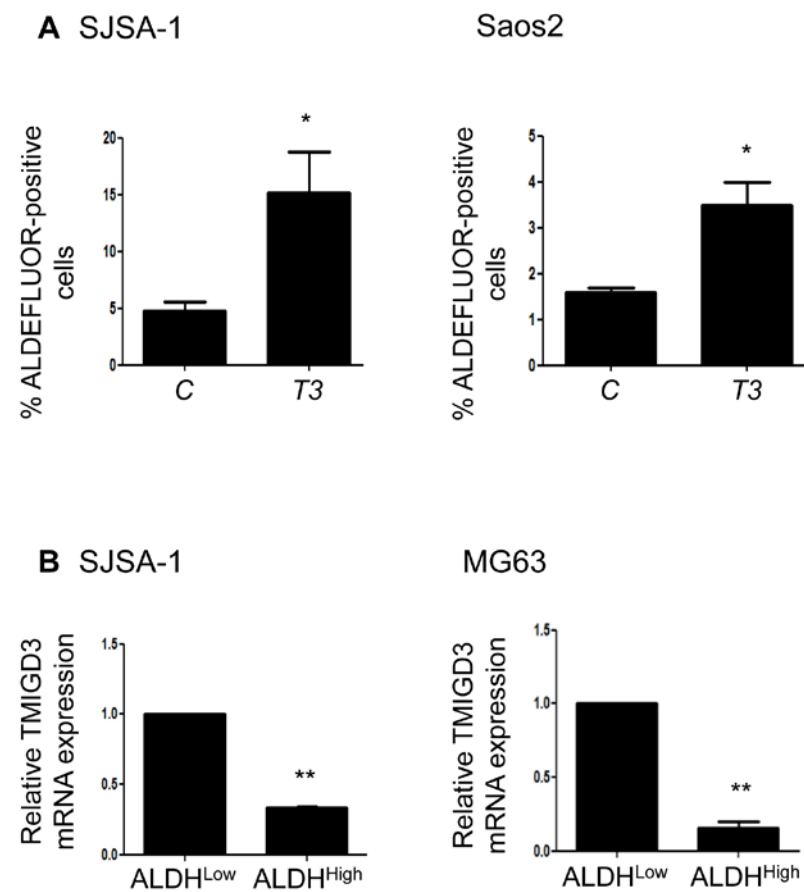 A SJSA-1
Saos2
% ALDEFLUOR-positive
cells
20
15
10
5
0
*
C
T3
% ALDEFLUOR-positive
cells
5
4
3
2
1
0
*
C
T3
B SJSA-1
MG63
Relative TMIGD3
mRNA expression
1.5
1.0
0.5
0.0
**
ALDHLow
ALDHHigh
Relative TMIGD3
mRNA expression
1.5
1.0
0.5
0.0
**
ALDHLow
ALDHHigh